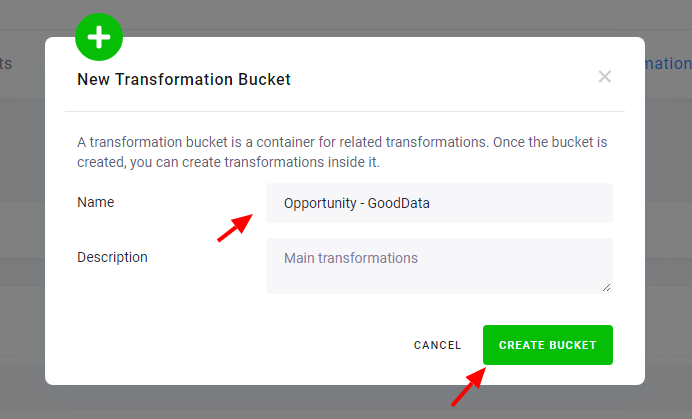 ts
mation
New Transformation Bucket
A transformation bucket is a container for related transformations. Once the bucket is
created, you can create transformations inside it.
Name
Opportunity - GoodData
Description
Main transformations
CANCEL
CREATE BUCKET